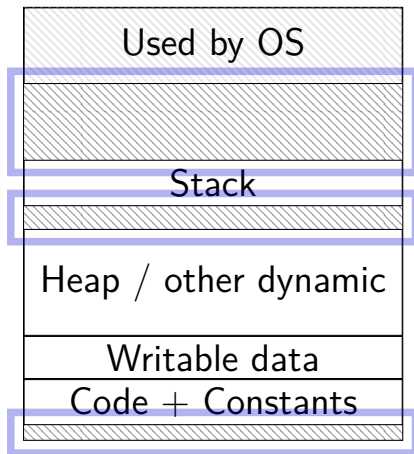 Used by OS
Stack
Heap / other dynamic
Writable data
Code + Constants